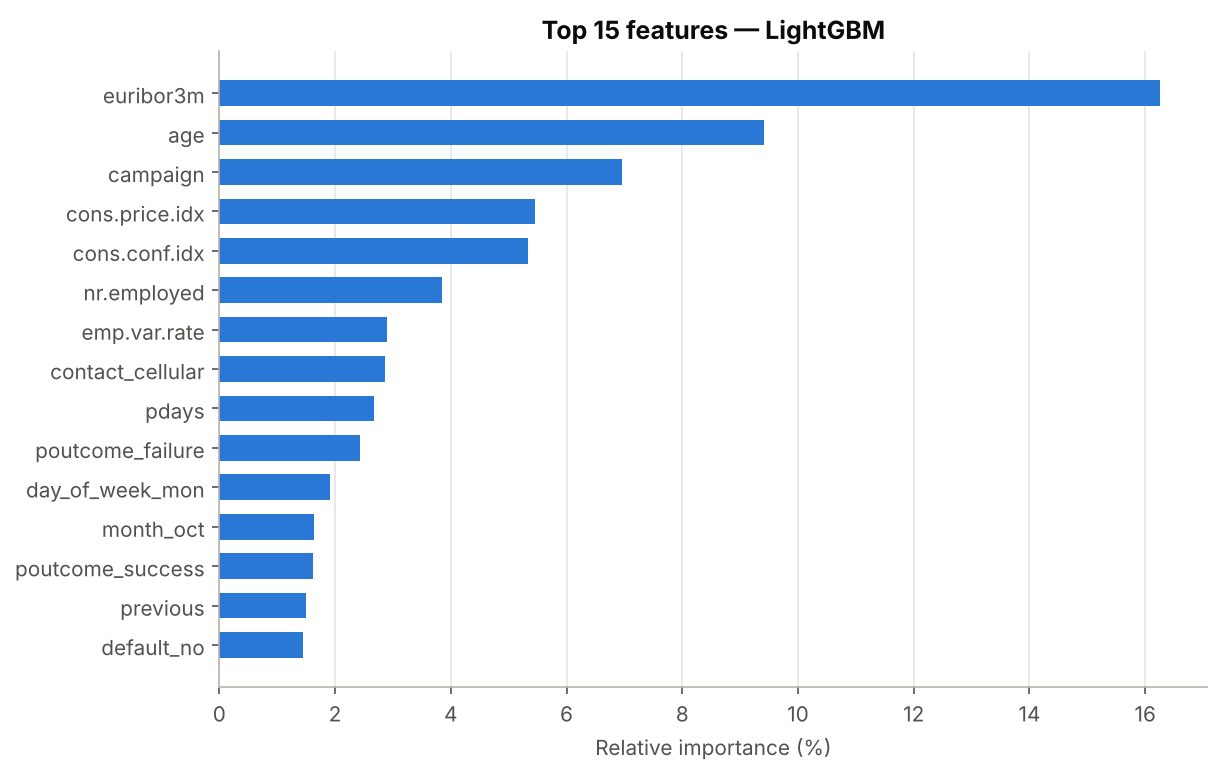 Top 15 features — LightGBM
euribor3m
age
campaign
cons.price.idx
cons.conf.idx
nr.employed
emp.var.rate
contact_cellular
pdays
poutcome_failure
day_of_week_mon
month_oct
poutcome_success
previous
default_no
0 2 4 6 8 10 12 14 16
Relative importance (%)